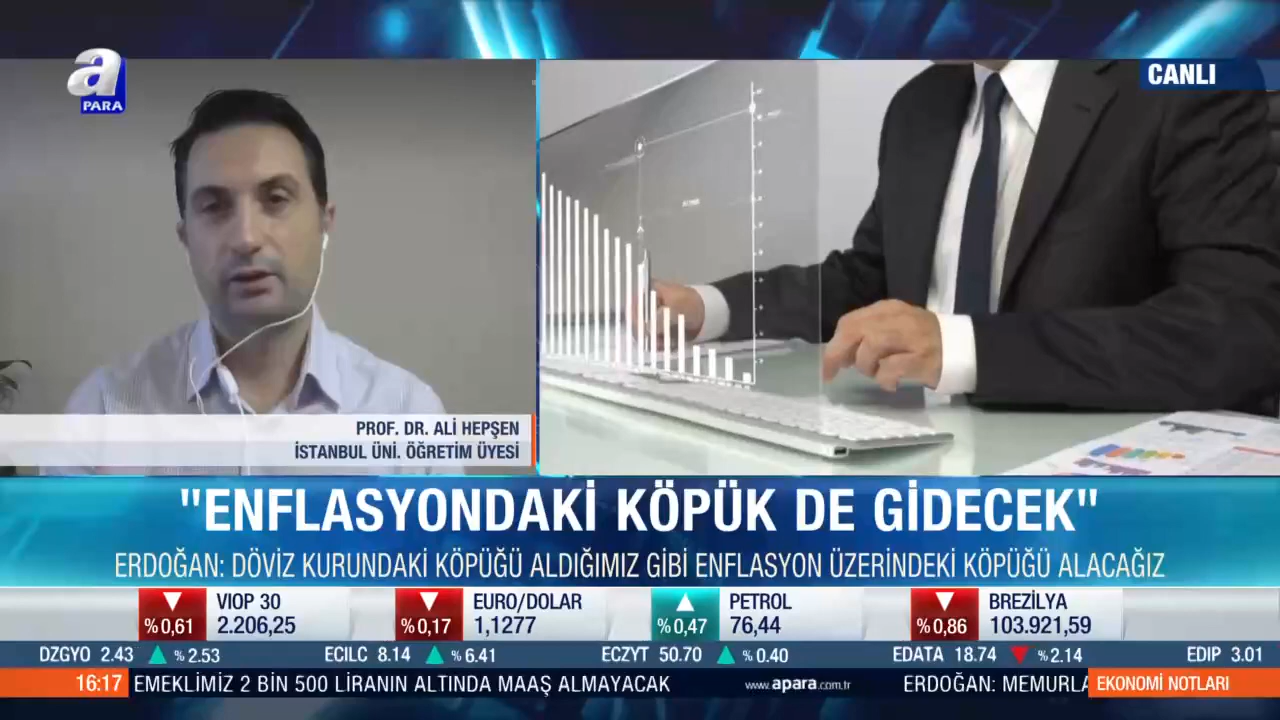 a
PARA
CANLI
PROF. DR. ALİ HEPŞEN
İSTANBUL ÜNİ. ÖĞRETİM ÜYESİ
"ENFLASYONDAKİ KÖPÜK DE GİDECEK"
ERDOĞAN: DÖVİZ KURUNDAKİ KÖPÜĞÜ ALDIĞIMIZ GİBİ ENFLASYON ÜZERİNDEKİ KÖPÜĞÜ ALACAĞIZ
%0,61 VIOP 30 2.206,25
%0,17 EURO/DOLAR 1,1277
%0,47 PETROL 76,44
%0,86 BREZİLYA 103.921,59
DZGYO 2.43 %2.53 ECILC 8.14 %6.41 ECZYT 50.70 %0.40 EDATA 18.74 %2.14 EDIP 3.01
16:17 EMEKLİMİZ 2 BİN 500 LİRANIN ALTINDA MAAŞ ALMAYACAK www.apara.com.tr ERDOĞAN: MEMURLA EKONOMİ NOTLARI